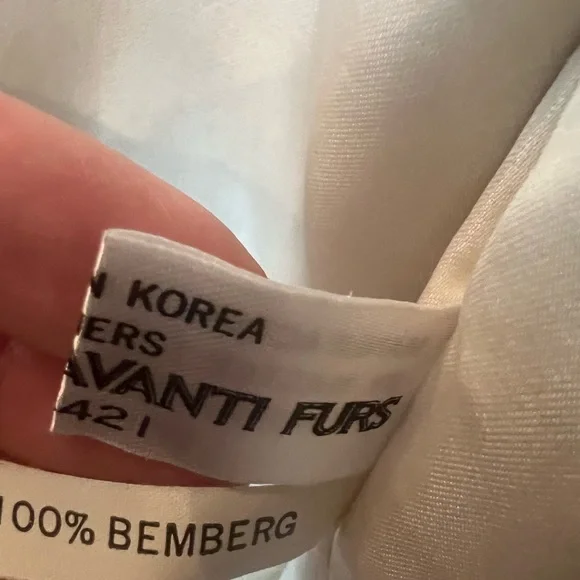 N KOREA
ERS
AVANTI FURS
421
100% BEMBERG